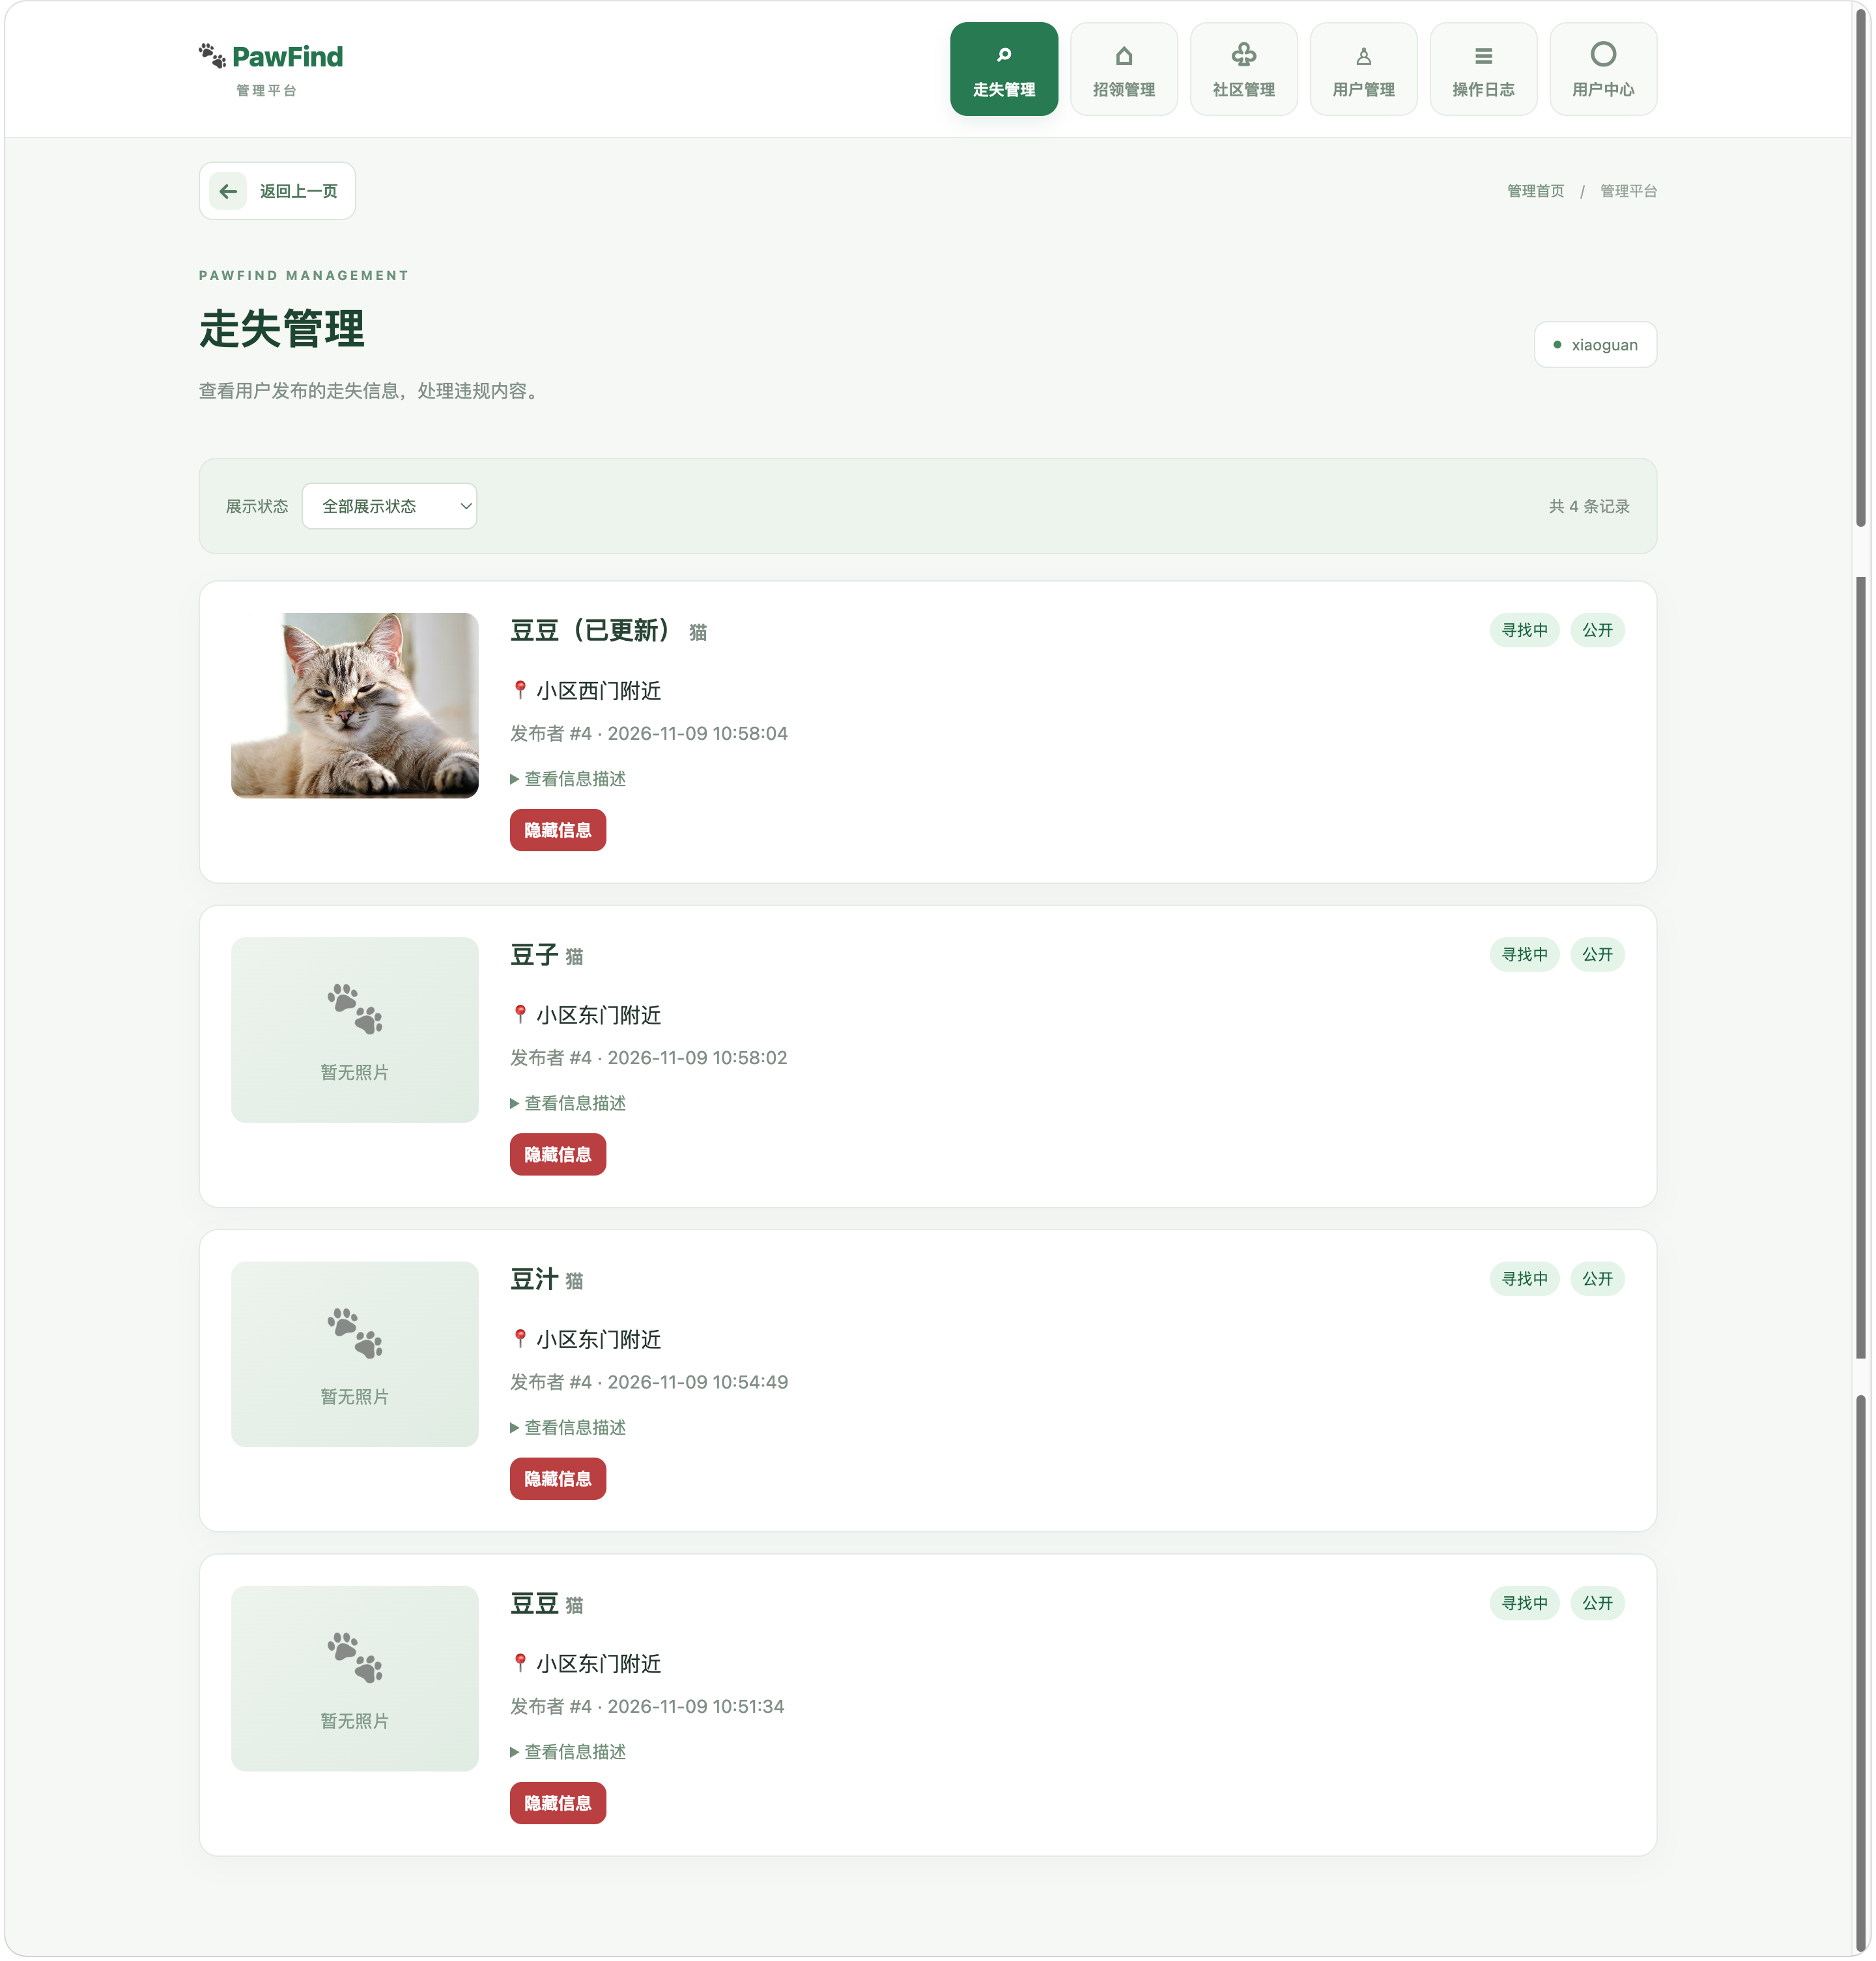 PawFind
管理平台
走失管理
招领管理
社区管理
用户管理
操作日志
用户中心
返回上一页
管理首页 / 管理平台
PAWFIND MANAGEMENT
走失管理
xiaoguan
查看用户发布的走失信息，处理违规内容。
展示状态 全部展示状态 共 4 条记录
豆豆（已更新） 猫 寻找中 公开
小区西门附近
发布者 #4 · 2026-11-09 10:58:04
查看信息描述
隐藏信息
豆子 猫 寻找中 公开
小区东门附近
发布者 #4 · 2026-11-09 10:58:02
暂无照片
查看信息描述
隐藏信息
豆汁 猫 寻找中 公开
小区东门附近
发布者 #4 · 2026-11-09 10:54:49
暂无照片
查看信息描述
隐藏信息
豆豆 猫 寻找中 公开
小区东门附近
发布者 #4 · 2026-11-09 10:51:34
暂无照片
查看信息描述
隐藏信息